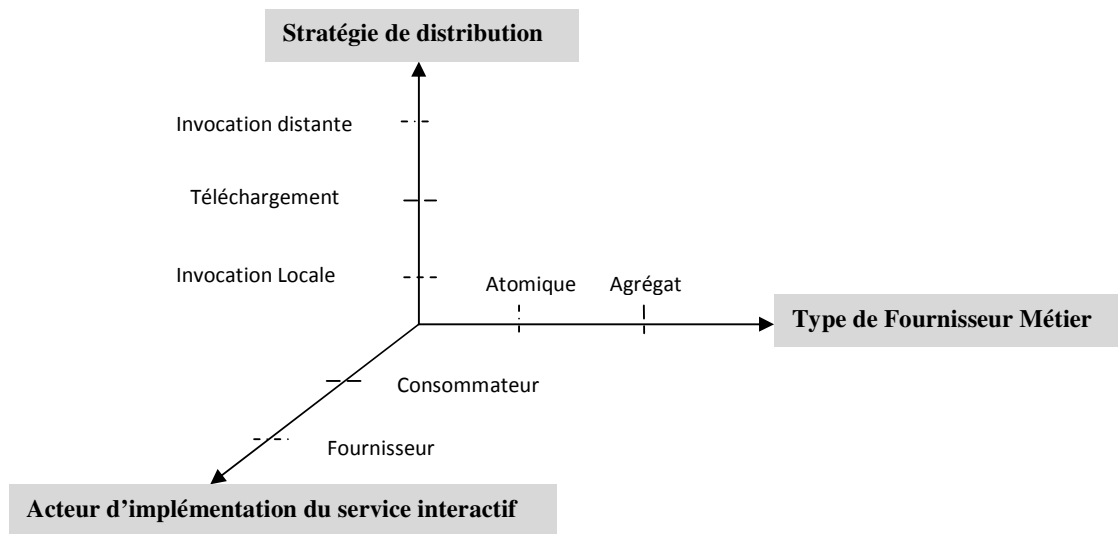 Stratégie de distribution
Invocation distante
Téléchargement
Invocation Locale
Atomique
Agrégat
Type de Fournisseur Métier
Consommateur
Fournisseur
Acteur d’implémentation du service interactif